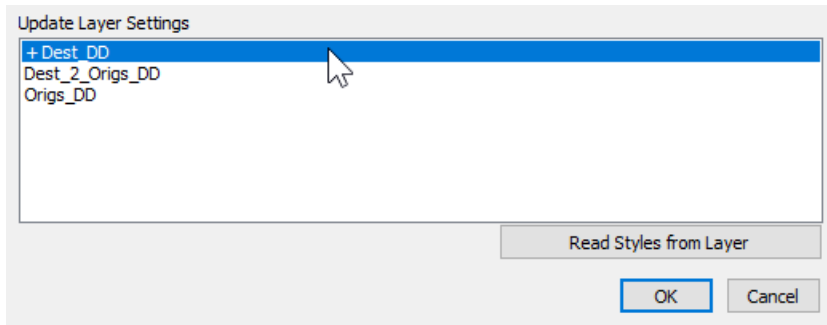 Update Layer Settings
+ Dest_DD
Dest_2_Origs_DD
Origs_DD
Read Styles from Layer
OK Cancel